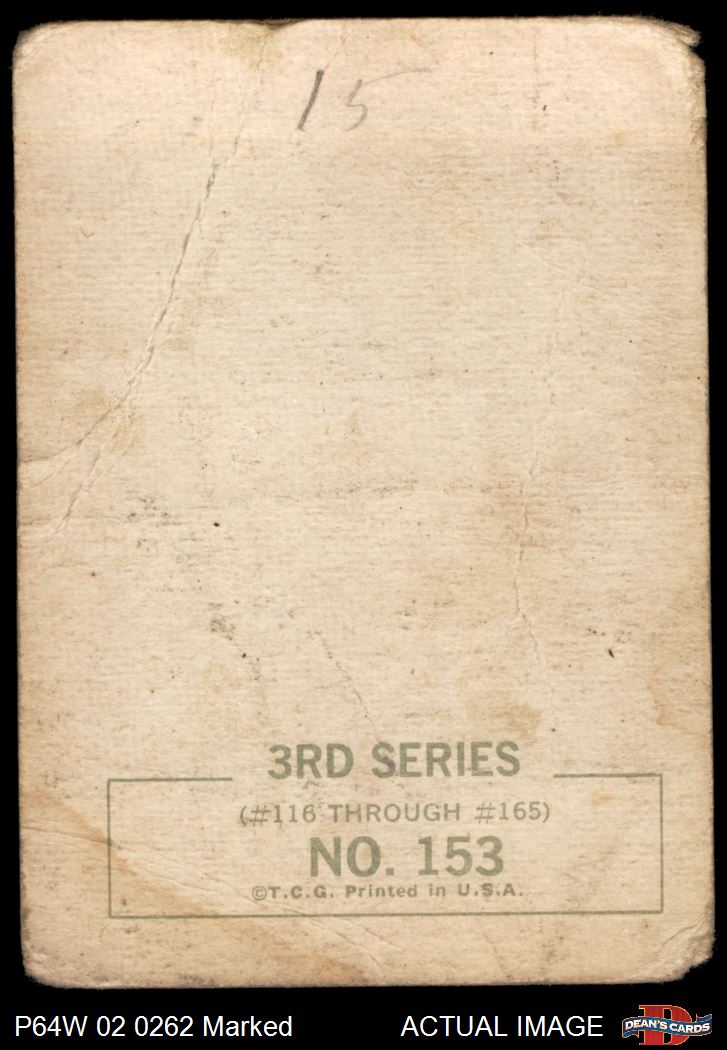 15
3RD SERIES
(#116 THROUGH #165)
NO. 153
©T.C.G. Printed in U.S.A.
P64W 02 0262 Marked
ACTUAL IMAGE
D
DEAN'S CARDS